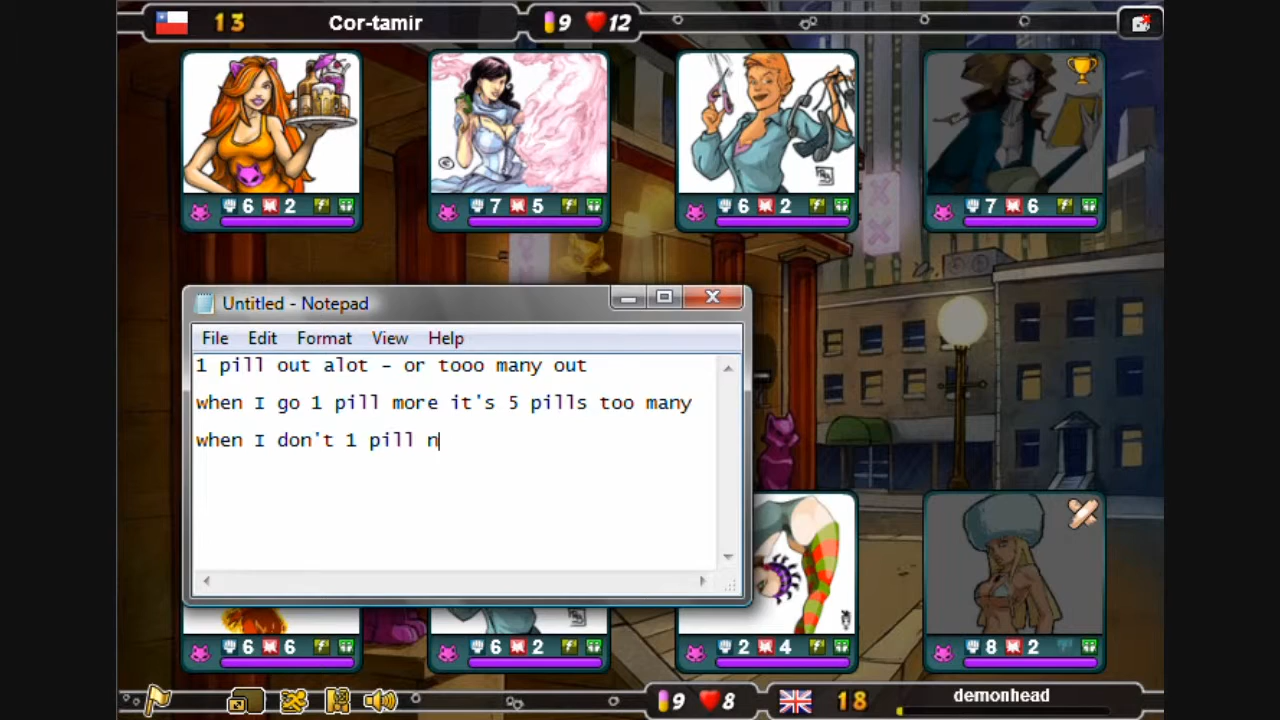 13 Cor-tamir 9 12
6 2 7 5 6 2 7 6
Untitled - Notepad
File Edit Format View Help
1 pill out alot - or tooo many out
when I go 1 pill more it's 5 pills too many
when I don't 1 pill n
6 6 6 2 2 4 8 2
9 8 18 demonhead